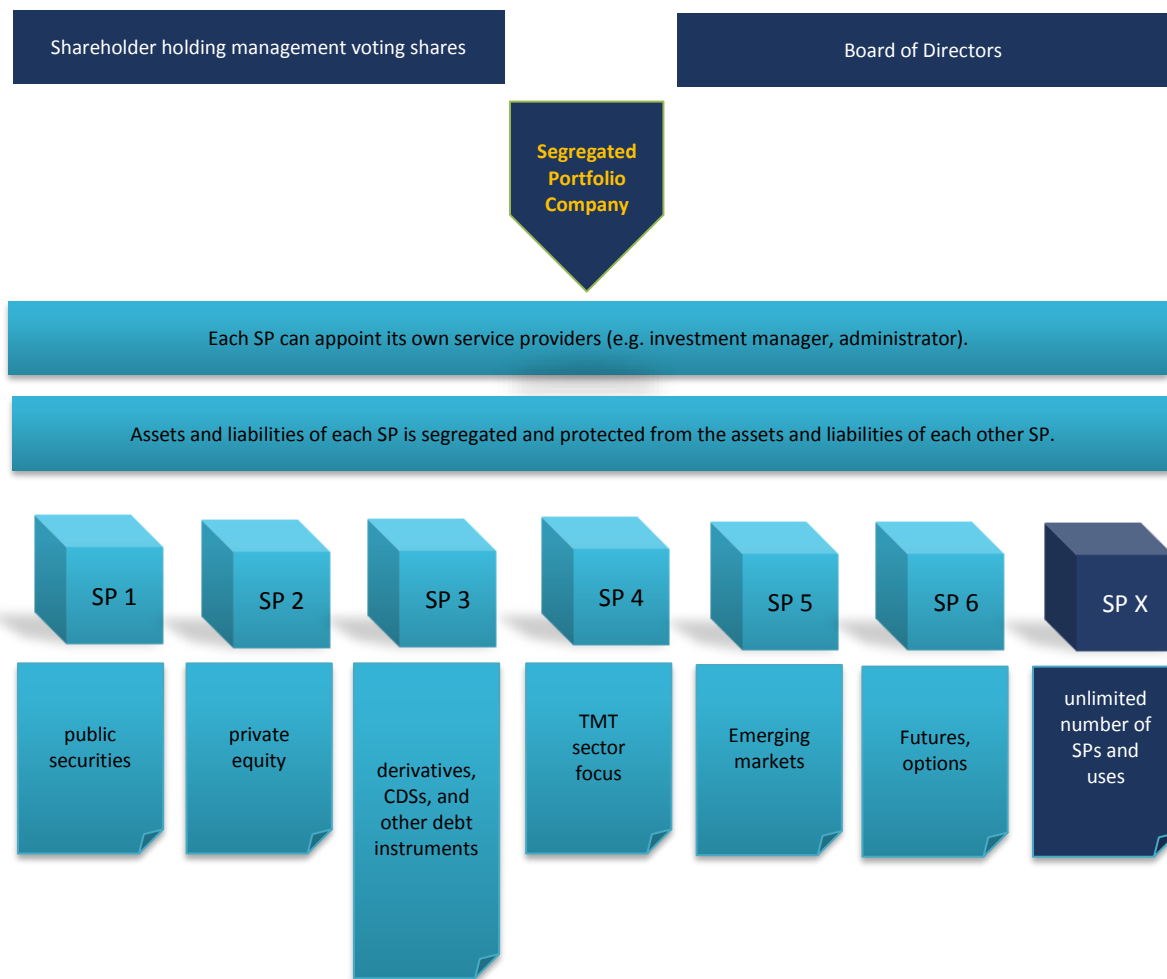 Shareholder holding management voting shares
Board of Directors
Segregated
Portfolio
Company
Each SP can appoint its own service providers (e.g. investment manager, administrator).
Assets and liabilities of each SP is segregated and protected from the assets and liabilities of each other SP.
SP 1
SP 2
SP 3
SP 4
SP 5
SP 6
SP X
public
securities
private
equity
derivatives,
CDSs, and
other debt
instruments
TMT
sector
focus
Emerging
markets
Futures,
options
unlimited
number of
SPs and
uses